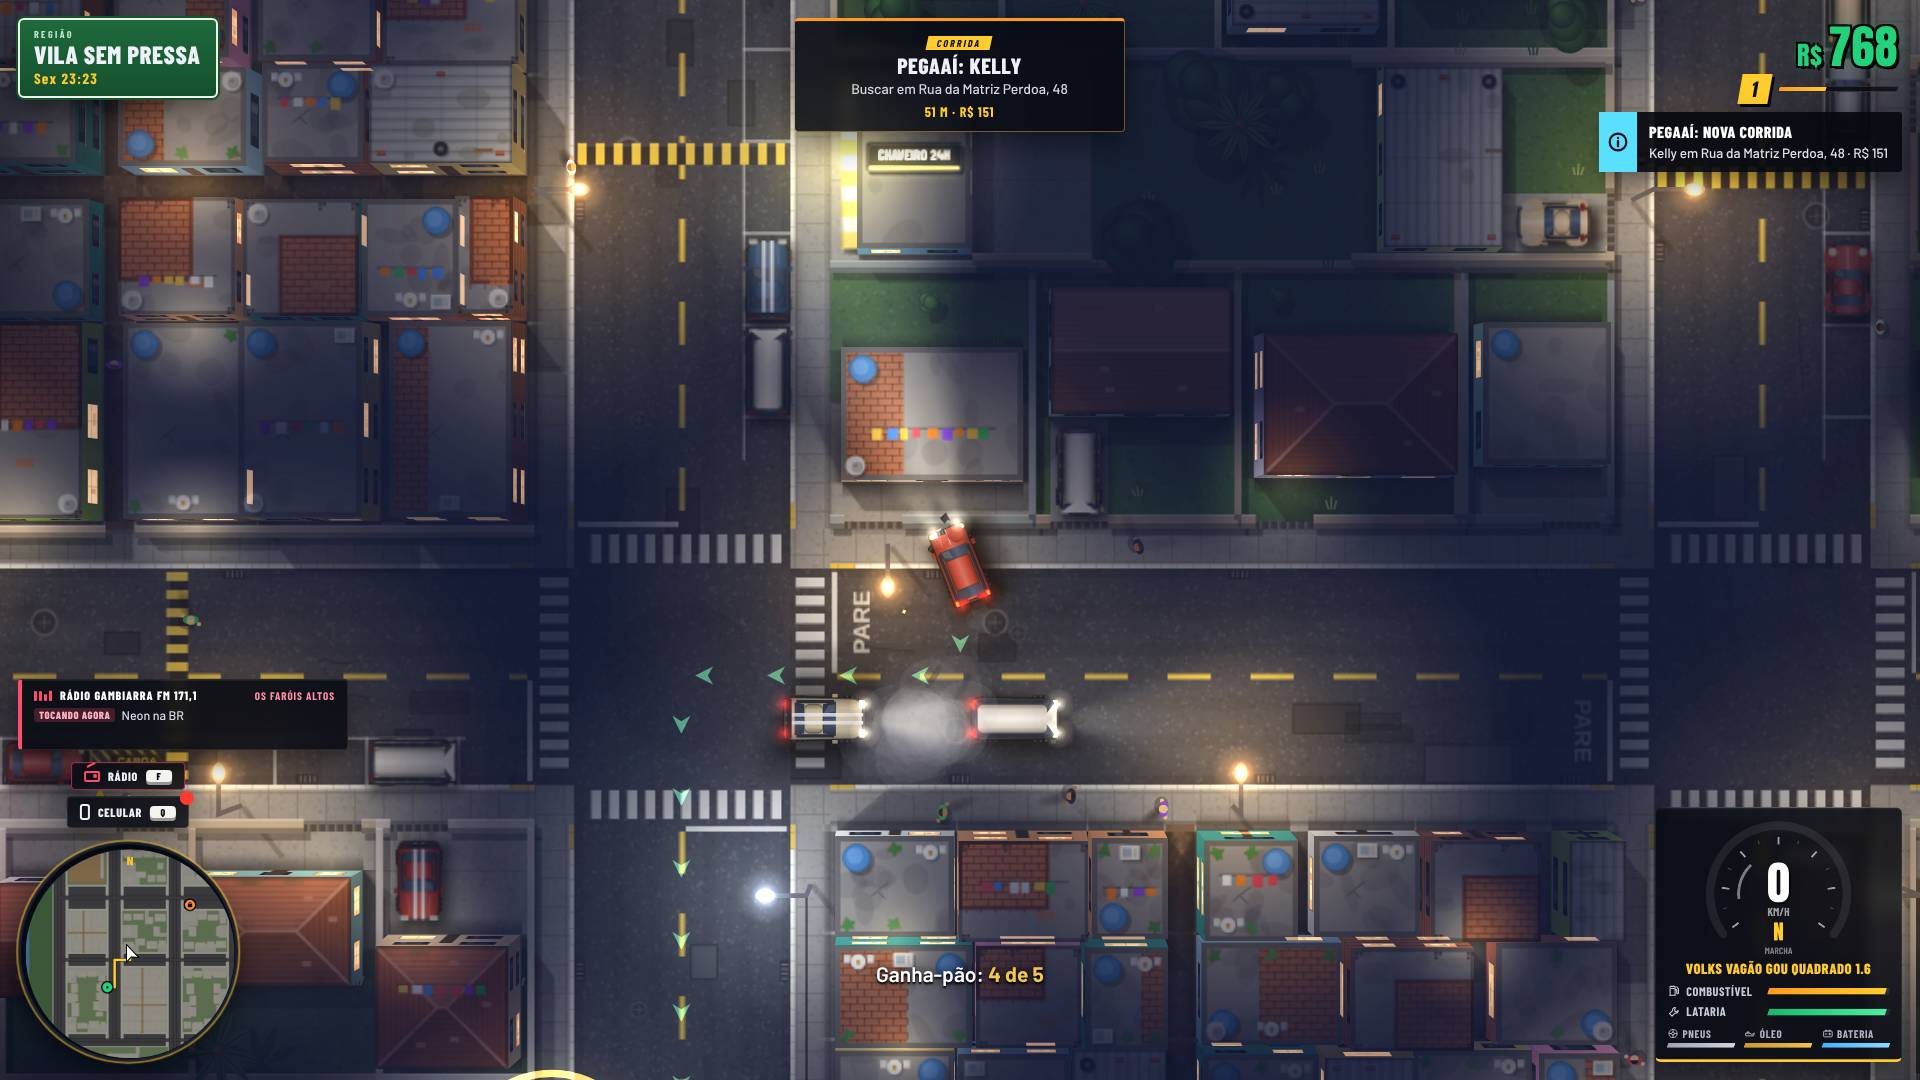 REGIÃO
VILA SEM PRESSA
Sex 23:23
CORRIDA
PEGAAÍ: KELLY
Buscar em Rua da Matriz Perdoa, 48
51 M · R$ 151
R$ 768
1
PEGAAÍ: NOVA CORRIDA
Kelly em Rua da Matriz Perdoa, 48 · R$ 151
CHAVEIRO 24H
PARE
PARE
RÁDIO GAMBIARRA FM 171,1
OS FARÓIS ALTOS
TOCANDO AGORA Neon na BR
CARGA
RÁDIO F
CELULAR Q
N
Ganha-pão: 4 de 5
0
KM/H
N
MARCHA
VOLKS VAGÃO GOU QUADRADO 1.6
COMBUSTÍVEL
LATARIA
PNEUS
ÓLEO
BATERIA